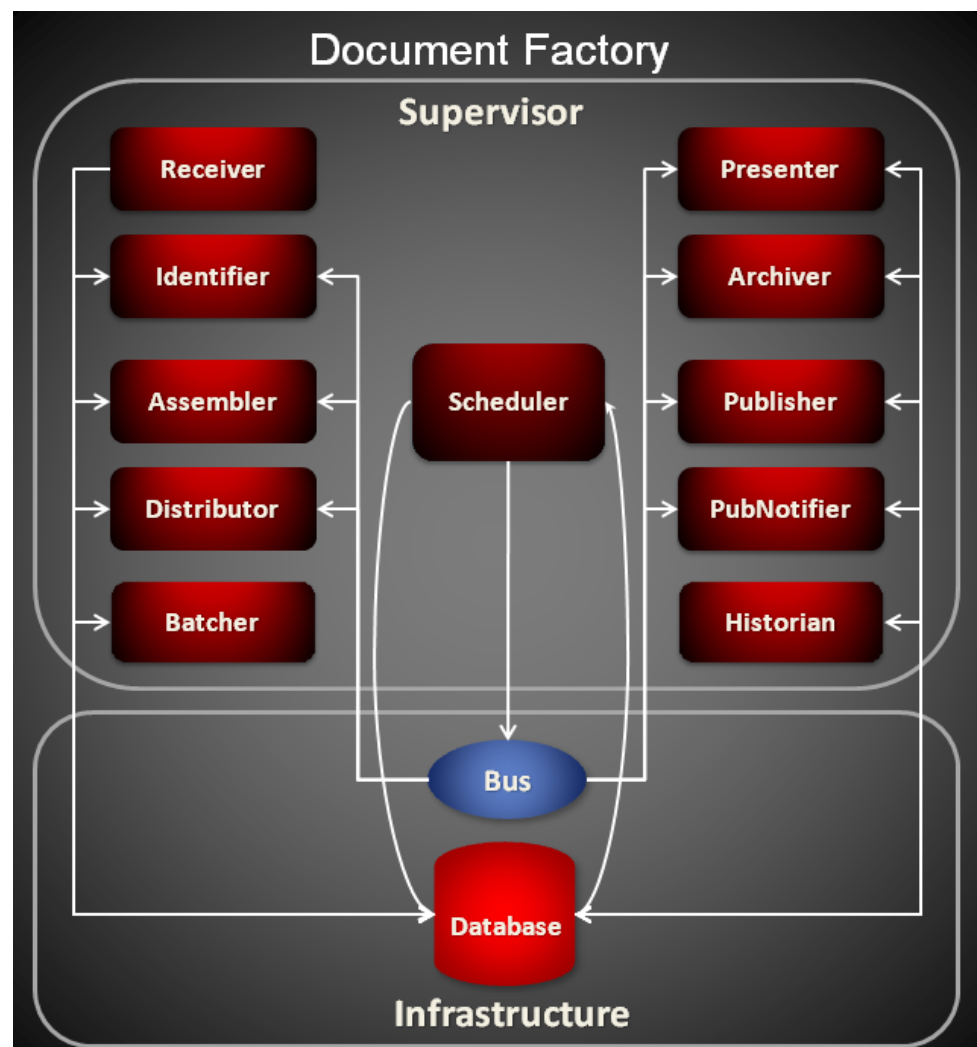 Document Factory
Supervisor
Receiver
Presenter
Identifier
Archiver
Assembler
Scheduler
Publisher
Distributor
PubNotifier
Batcher
Historian
Bus
Database
Infrastructure